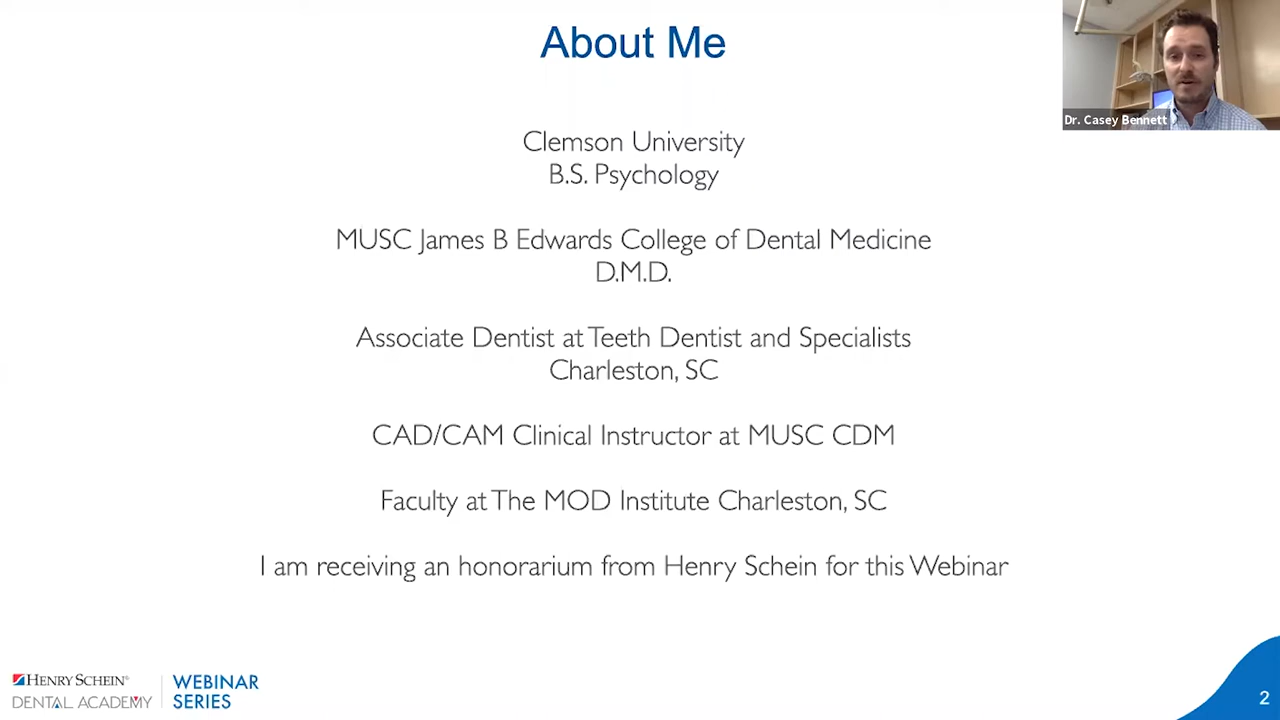 About Me
Dr. Casey Bennett
Clemson University
B.S. Psychology
MUSC James B Edwards College of Dental Medicine
D.M.D.
Associate Dentist at Teeth Dentist and Specialists
Charleston, SC
CAD/CAM Clinical Instructor at MUSC CDM
Faculty at The MOD Institute Charleston, SC
I am receiving an honorarium from Henry Schein for this Webinar
HENRY SCHEIN®
DENTAL ACADEMY
WEBINAR
SERIES
2